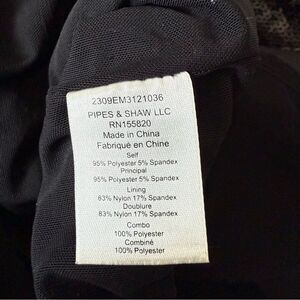 2309EM3121036
PIPES & SHAW LLC
RN155820
Made in China
Fabriqué en Chine
Self
95% Polyester 5% Spandex
Principal
95% Polyester 5% Spandex
Lining
83% Nylon 17% Spandex
Doublure
83% Nylon 17% Spandex
Combo
100% Polyester
Combiné
100% Polyester